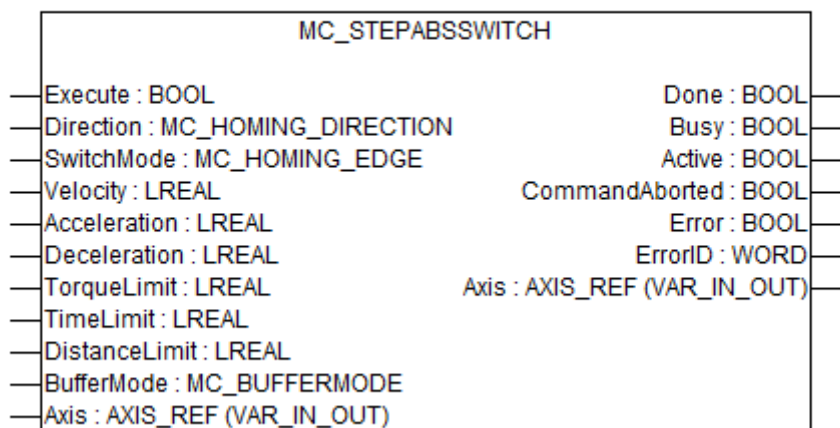 MC_STEPABSSWITCH
Execute : BOOL Done : BOOL
Direction : MC_HOMING_DIRECTION Busy : BOOL
SwitchMode : MC_HOMING_EDGE Active : BOOL
Velocity : LREAL CommandAborted : BOOL
Acceleration : LREAL Error : BOOL
Deceleration : LREAL ErrorID : WORD
TorqueLimit : LREAL Axis : AXIS_REF (VAR_IN_OUT)
TimeLimit : LREAL
DistanceLimit : LREAL
BufferMode : MC_BUFFERMODE
Axis : AXIS_REF (VAR_IN_OUT)